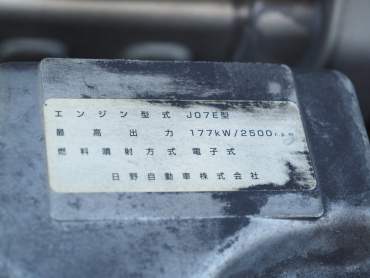 エンジン型式 J07E型
最高出力 177kW/2500r.p.m
燃料噴射方式 電子式
日野自動車株式会社